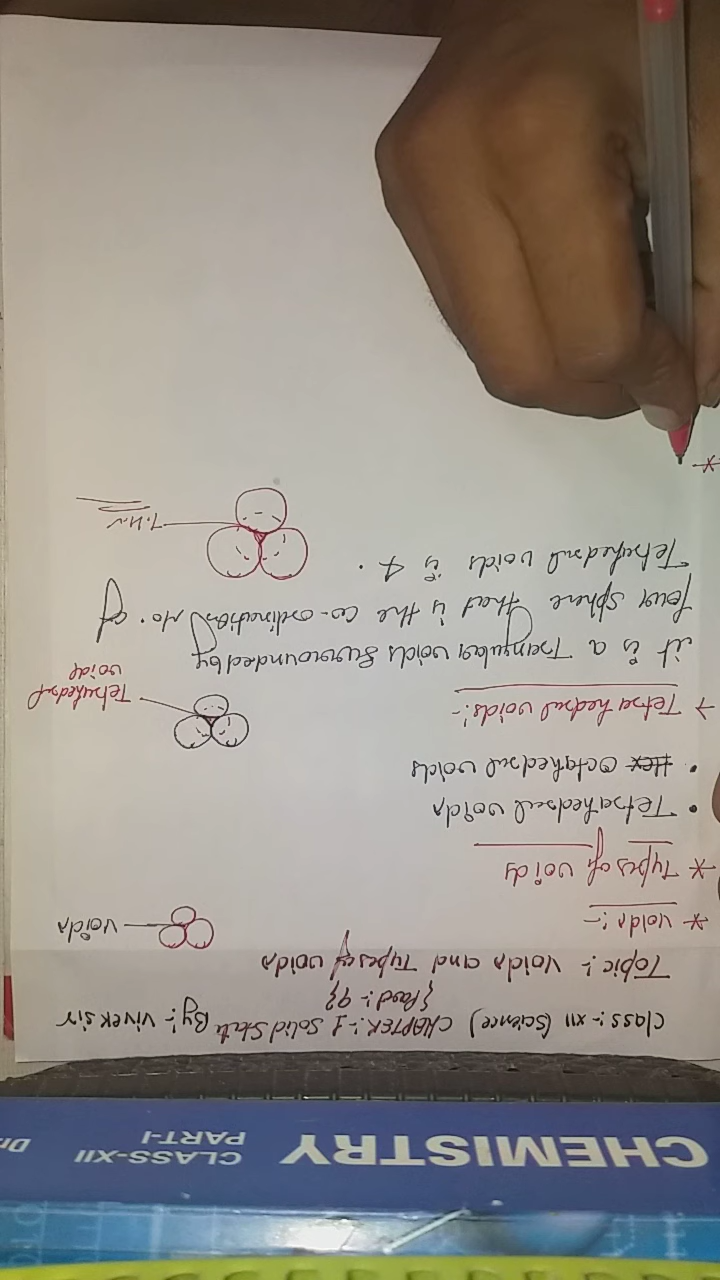 CHEMISTRY CLASS-XII
PART-I
Class:- XII (Science) CHAPTER:-1 Solid State By:- Vivek sir
{Part:- 9}
Topic:- Voids and Types of voids
* voids:-
voids
* Types of voids
• Tetrahedral voids
• Octahedral voids
→ Tetrahedral voids:-
Tetrahedral
void
it is a Triangular voids Surrounded by
four sphere that is the co-ordination No. of
Tetrahedral voids is 4.
T.H.V
*